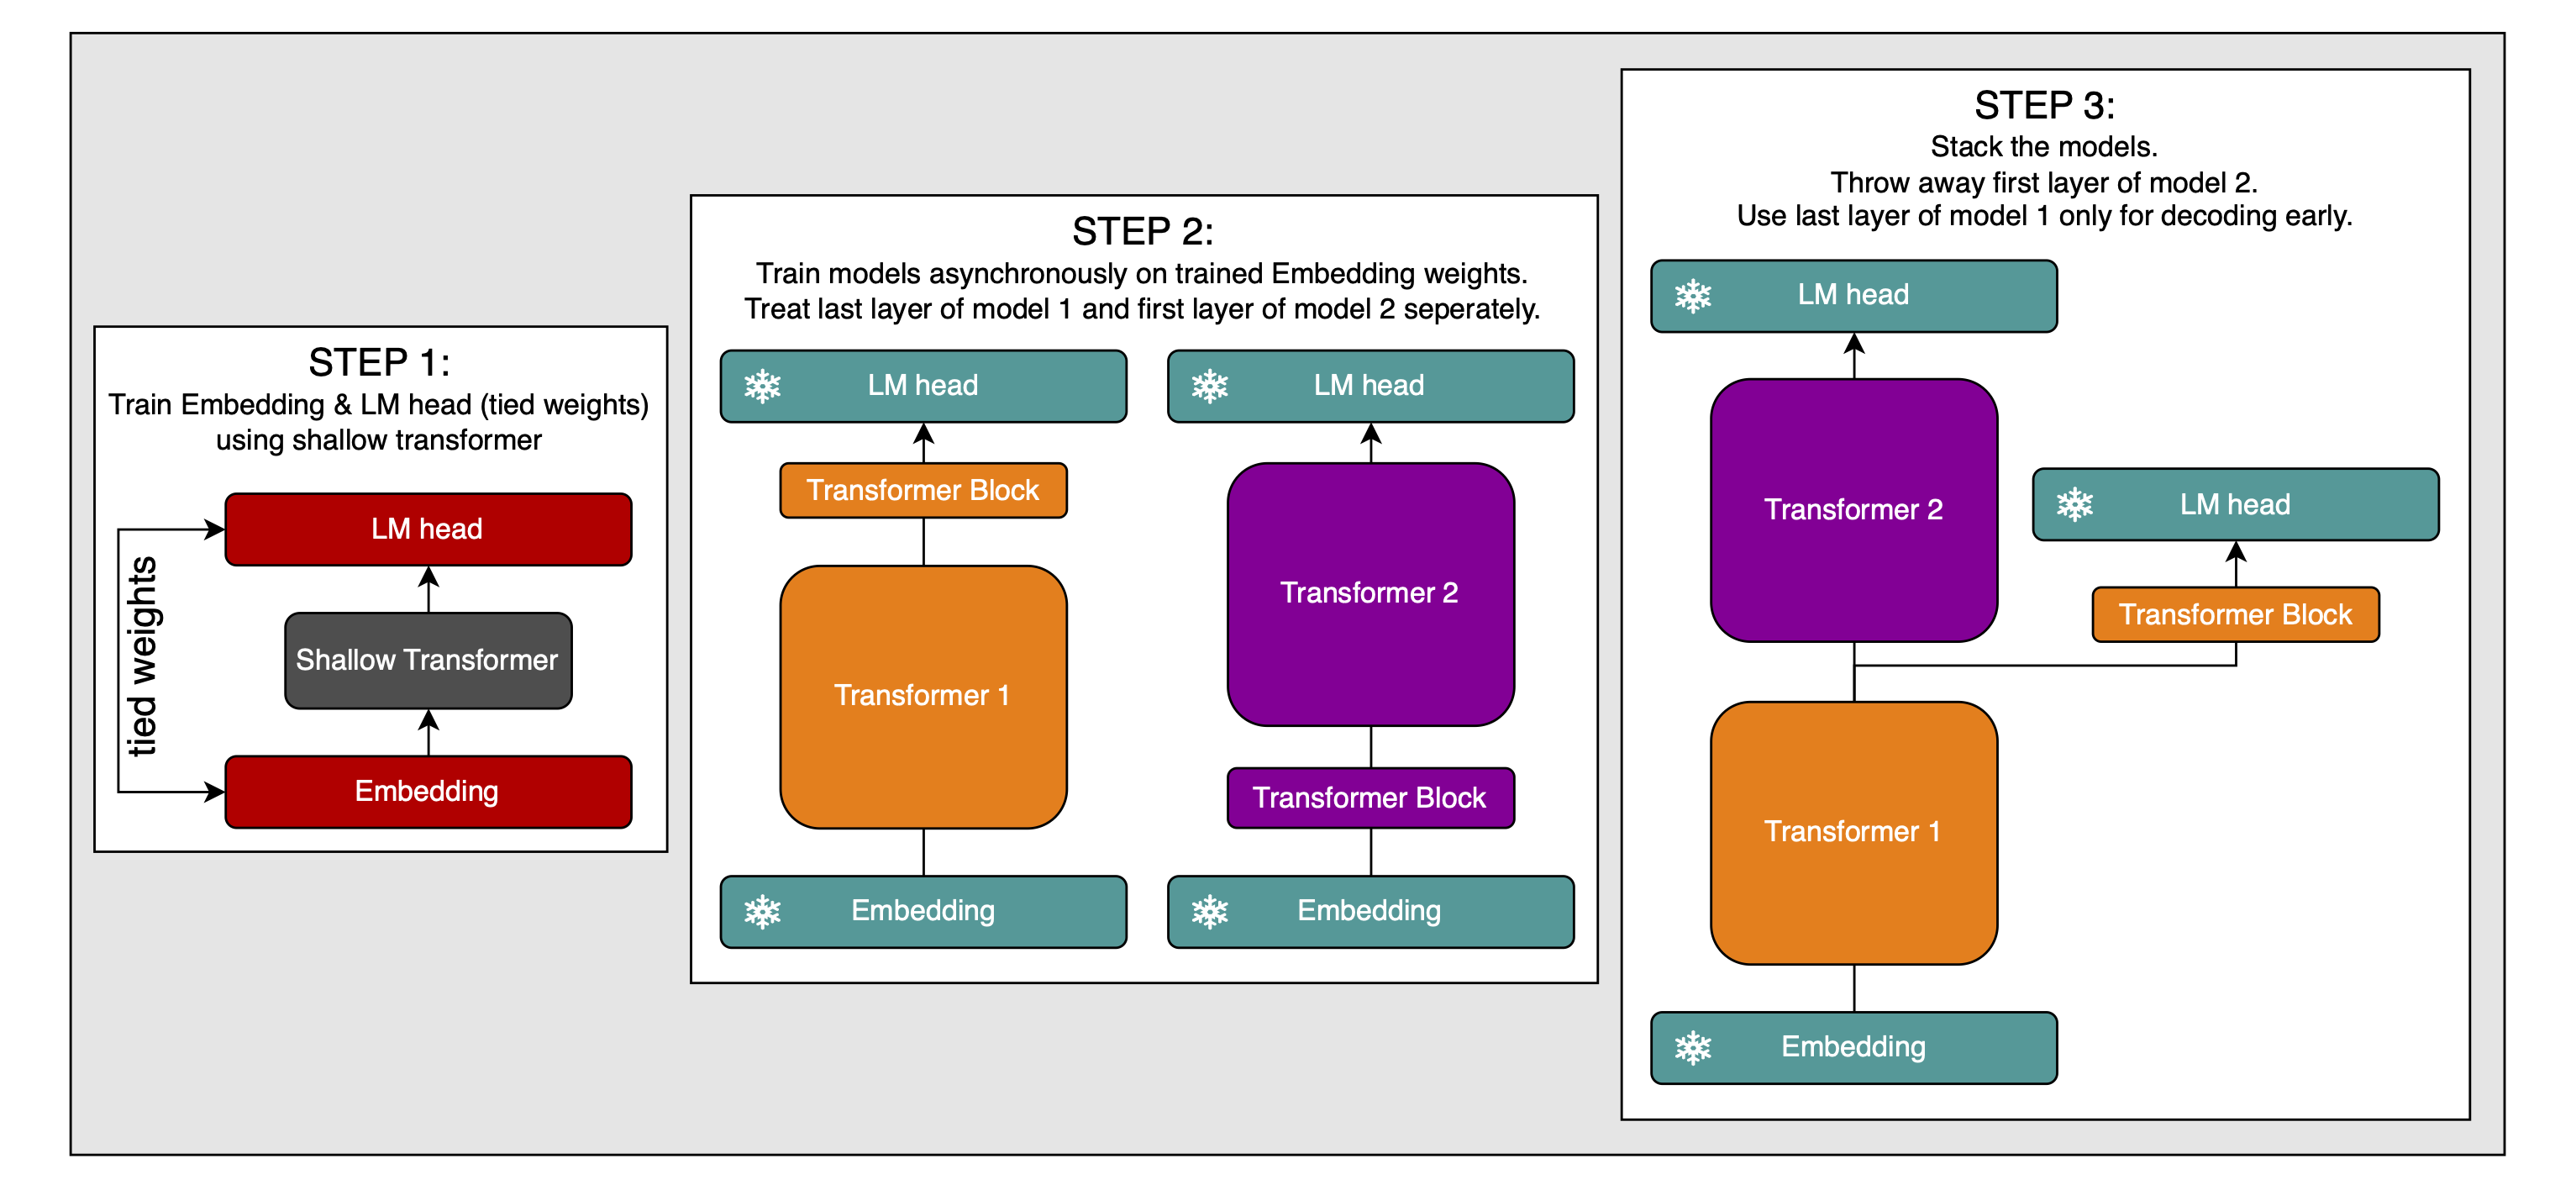 STEP 1:
Train Embedding & LM head (tied weights)
using shallow transformer
LM head
tied weights
Shallow Transformer
Embedding
STEP 2:
Train models asynchronously on trained Embedding weights.
Treat last layer of model 1 and first layer of model 2 seperately.
LM head
Transformer Block
Transformer 1
Embedding
LM head
Transformer 2
Transformer Block
Embedding
STEP 3:
Stack the models.
Throw away first layer of model 2.
Use last layer of model 1 only for decoding early.
LM head
Transformer 2
LM head
Transformer Block
Transformer 1
Embedding